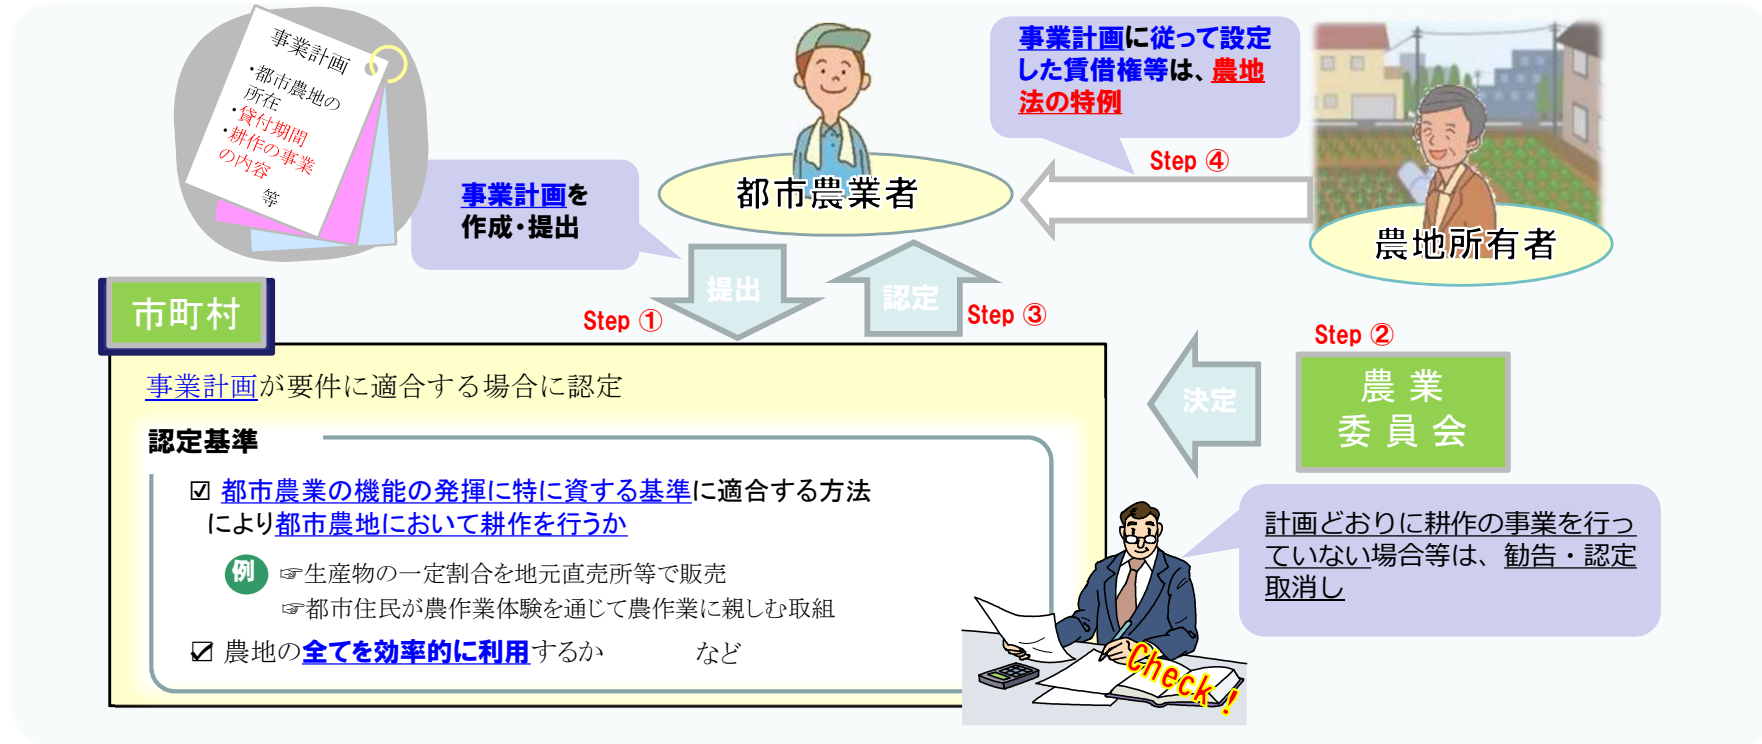 事業計画
・都市農地の
所在
・貸付期間
・耕作の事業
の内容
等
事業計画を
作成・提出
都市農業者
事業計画に従って設定
した賃借権等は、農地
法の特例
Step ④
農地所有者
提出
Step ①
認定
Step ③
市町村
Step ②
農業
委員会
決定
事業計画が要件に適合する場合に認定
認定基準
☑ 都市農業の機能の発揮に特に資する基準に適合する方法
により都市農地において耕作を行うか
例 ☞生産物の一定割合を地元直売所等で販売
☞都市住民が農作業体験を通じて農作業に親しむ取組
☑ 農地の全てを効率的に利用するか など
計画どおりに耕作の事業を行っ
ていない場合等は、勧告・認定
取消し
Check！